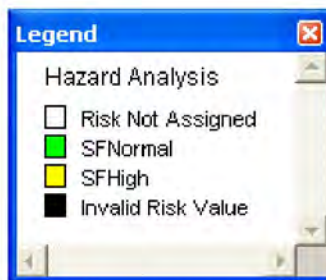 Legend
Hazard Analysis
Risk Not Assigned
SFNormal
SFHigh
Invalid Risk Value